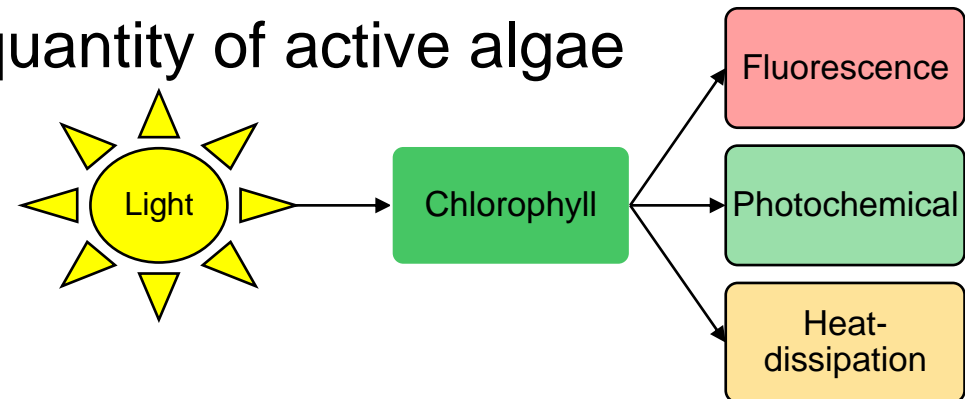 quantity of active algae
Light
Chlorophyll
Fluorescence
Photochemical
Heat-
dissipation